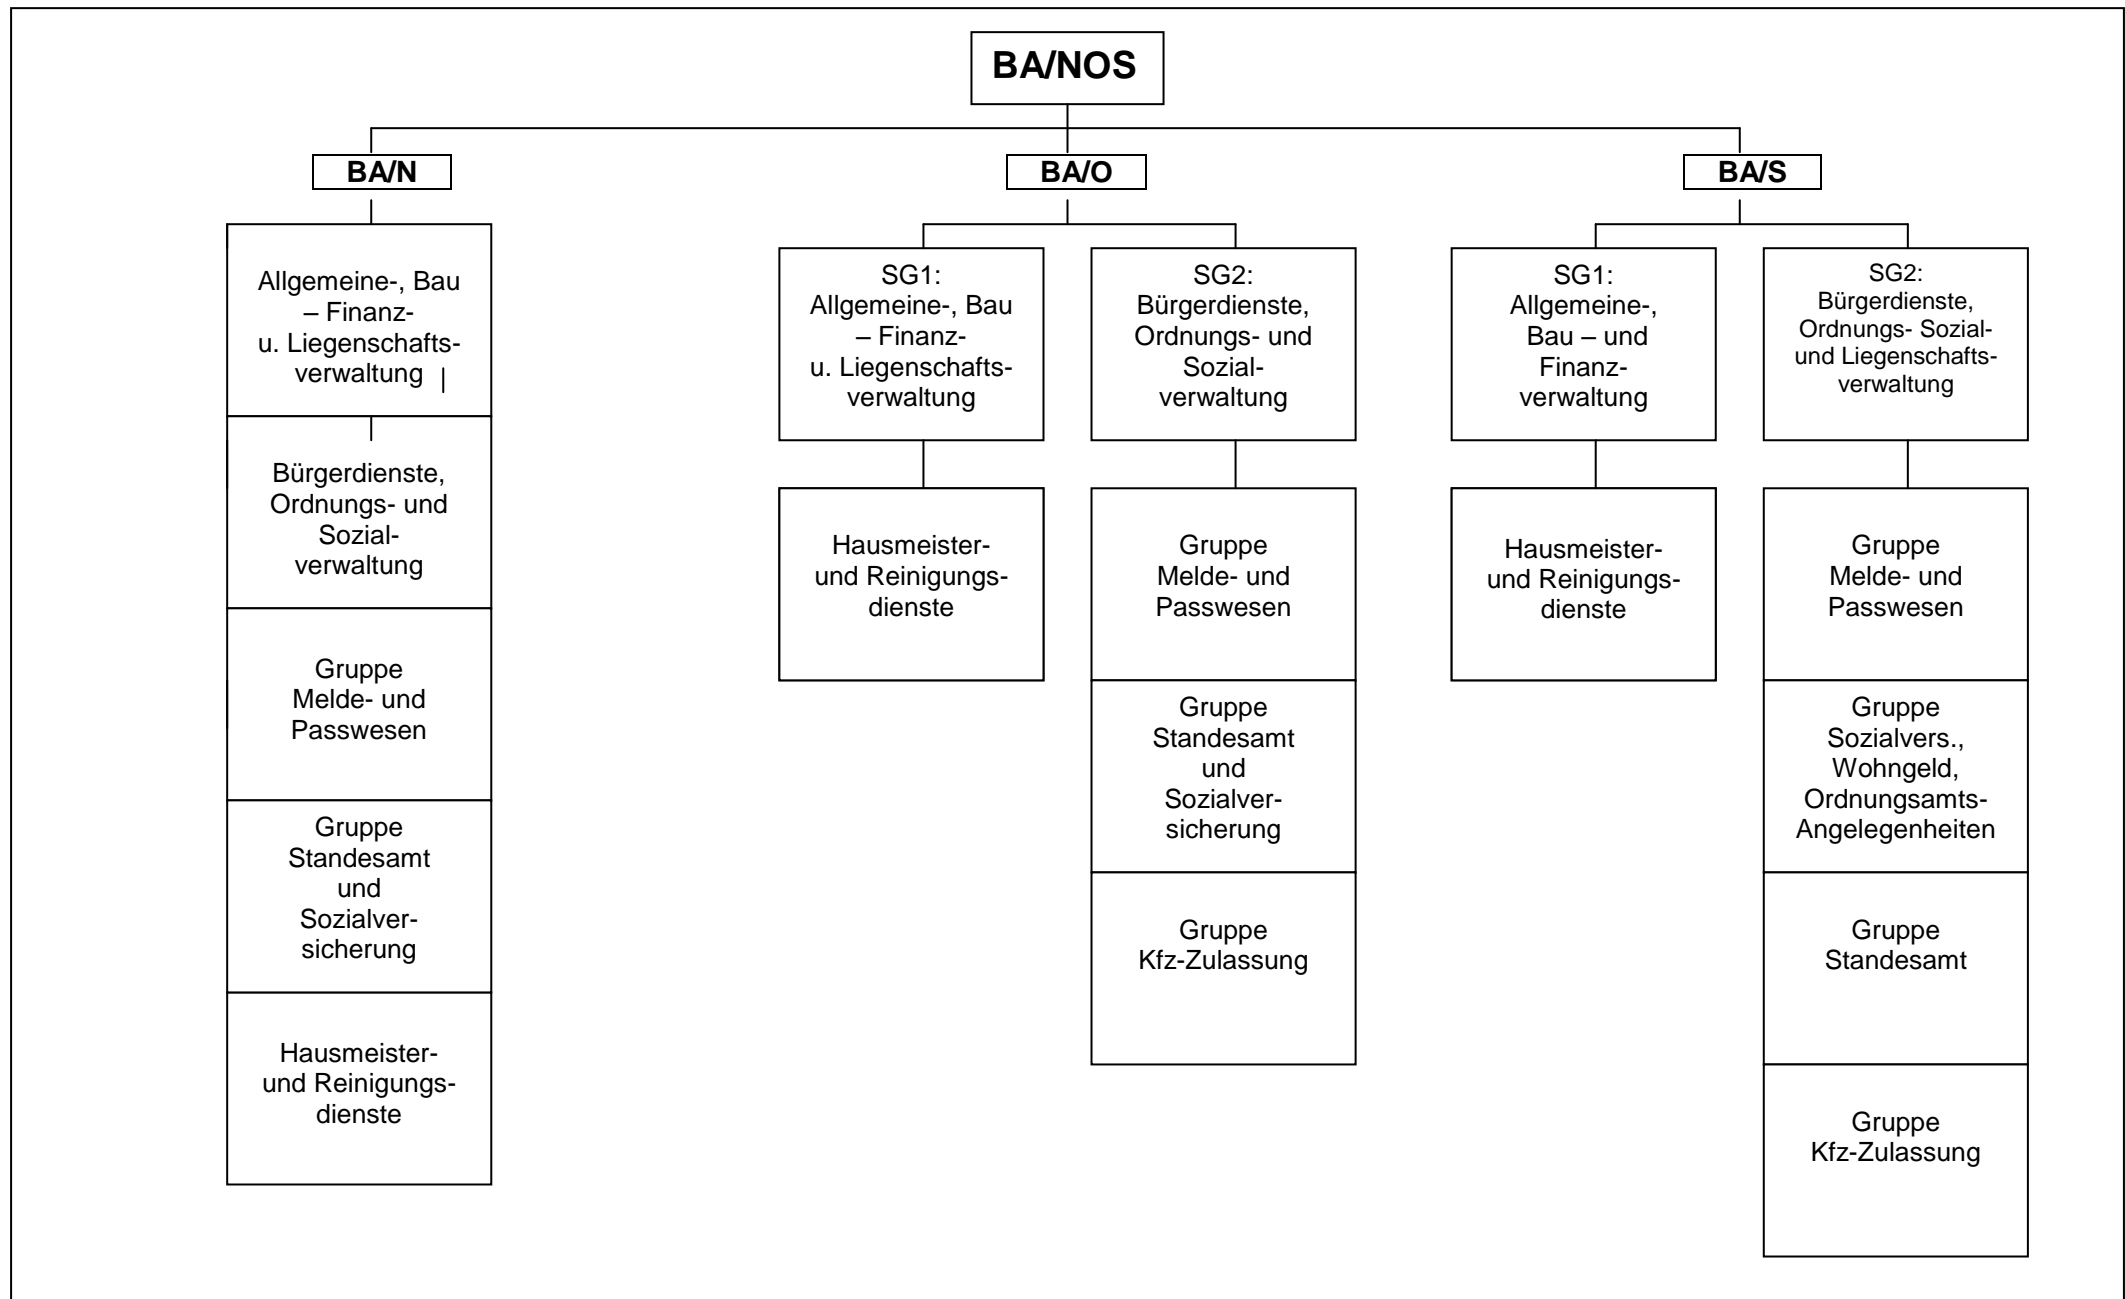 BA/NOS
BA/N
BA/O
BA/S
Allgemeine-, Bau
– Finanz-
u. Liegenschafts-
verwaltung
Bürgerdienste,
Ordnungs- und
Sozial-
verwaltung
Gruppe
Melde- und
Passwesen
Gruppe
Standesamt
und
Sozialver-
sicherung
Hausmeister-
und Reinigungs-
dienste
SG1:
Allgemeine-, Bau
– Finanz-
u. Liegenschafts-
verwaltung
Hausmeister-
und Reinigungs-
dienste
SG2:
Bürgerdienste,
Ordnungs- und
Sozial-
verwaltung
Gruppe
Melde- und
Passwesen
Gruppe
Standesamt
und
Sozialver-
sicherung
Gruppe
Kfz-Zulassung
SG1:
Allgemeine-,
Bau – und
Finanz-
verwaltung
Hausmeister-
und Reinigungs-
dienste
SG2:
Bürgerdienste,
Ordnungs- Sozial-
und Liegenschafts-
verwaltung
Gruppe
Melde- und
Passwesen
Gruppe
Sozialvers.,
Wohngeld,
Ordnungsamts-
Angelegenheiten
Gruppe
Standesamt
Gruppe
Kfz-Zulassung